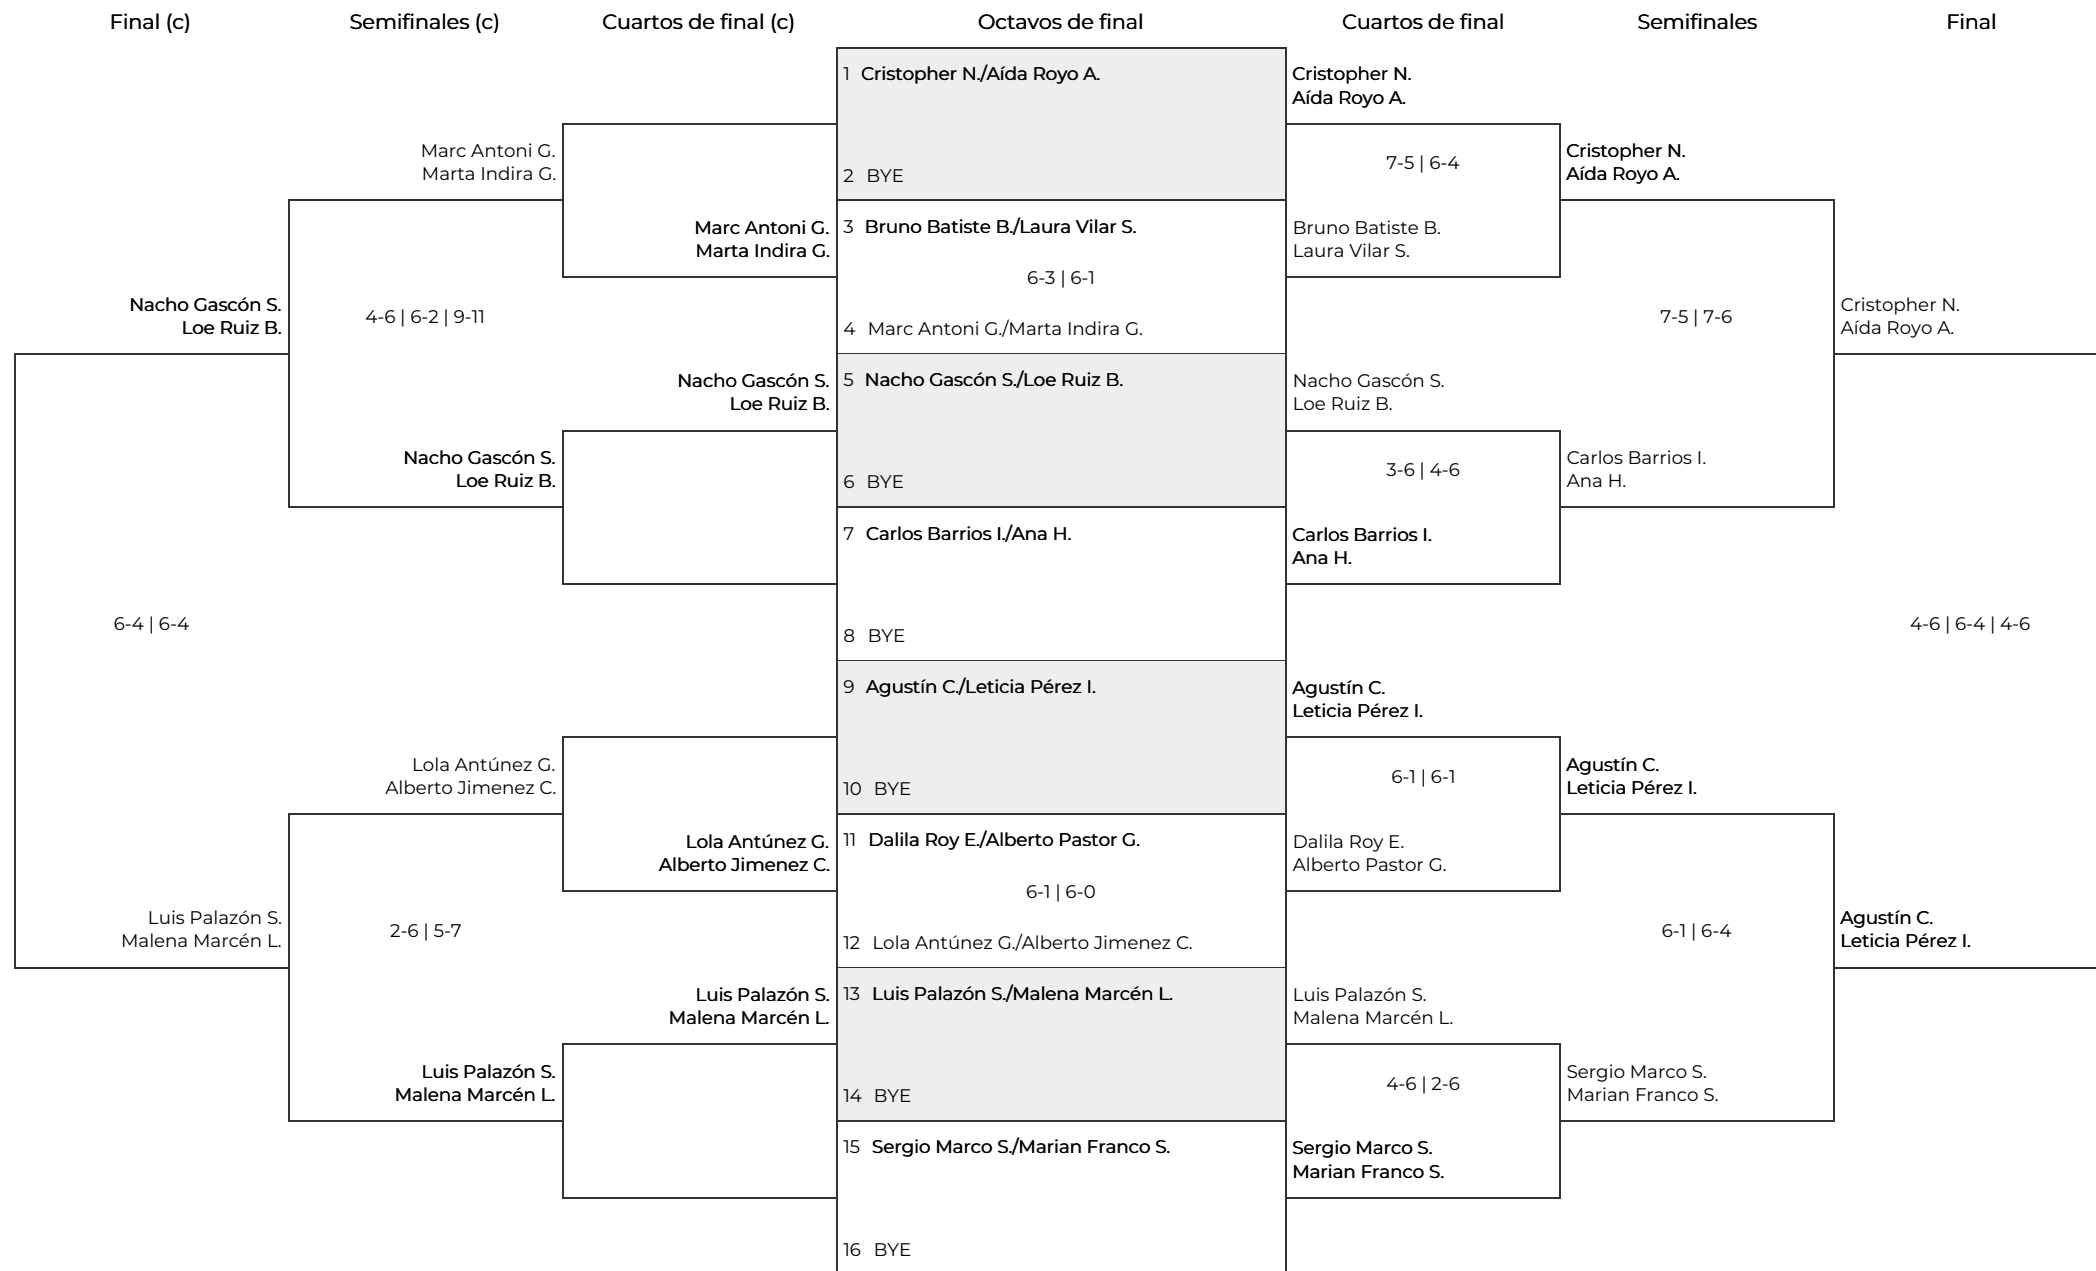 Final (c)
Semifinales (c)
Cuartos de final (c)
Octavos de final
Cuartos de final
Semifinales
Final
Nacho Gascón S.
Loe Ruiz B.
6-4 | 6-4
Luis Palazón S.
Malena Marcén L.
Marc Antoni G.
Marta Indira G.
4-6 | 6-2 | 9-11
Nacho Gascón S.
Loe Ruiz B.
Lola Antúnez G.
Alberto Jimenez C.
2-6 | 5-7
Luis Palazón S.
Malena Marcén L.
Marc Antoni G.
Marta Indira G.
Nacho Gascón S.
Loe Ruiz B.
Lola Antúnez G.
Alberto Jimenez C.
Luis Palazón S.
Malena Marcén L.
1 Cristopher N./Aída Royo A.
2 BYE
3 Bruno Batiste B./Laura Vilar S.
6-3 | 6-1
4 Marc Antoni G./Marta Indira G.
5 Nacho Gascón S./Loe Ruiz B.
6 BYE
7 Carlos Barrios I./Ana H.
8 BYE
9 Agustín C./Leticia Pérez I.
10 BYE
11 Dalila Roy E./Alberto Pastor G.
6-1 | 6-0
12 Lola Antúnez G./Alberto Jimenez C.
13 Luis Palazón S./Malena Marcén L.
14 BYE
15 Sergio Marco S./Marian Franco S.
16 BYE
Cristopher N.
Aída Royo A.
7-5 | 6-4
Bruno Batiste B.
Laura Vilar S.
Nacho Gascón S.
Loe Ruiz B.
3-6 | 4-6
Carlos Barrios I.
Ana H.
Agustín C.
Leticia Pérez I.
6-1 | 6-1
Dalila Roy E.
Alberto Pastor G.
Luis Palazón S.
Malena Marcén L.
4-6 | 2-6
Sergio Marco S.
Marian Franco S.
Cristopher N.
Aída Royo A.
7-5 | 7-6
Carlos Barrios I.
Ana H.
Agustín C.
Leticia Pérez I.
6-1 | 6-4
Sergio Marco S.
Marian Franco S.
Cristopher N.
Aída Royo A.
4-6 | 6-4 | 4-6
Agustín C.
Leticia Pérez I.